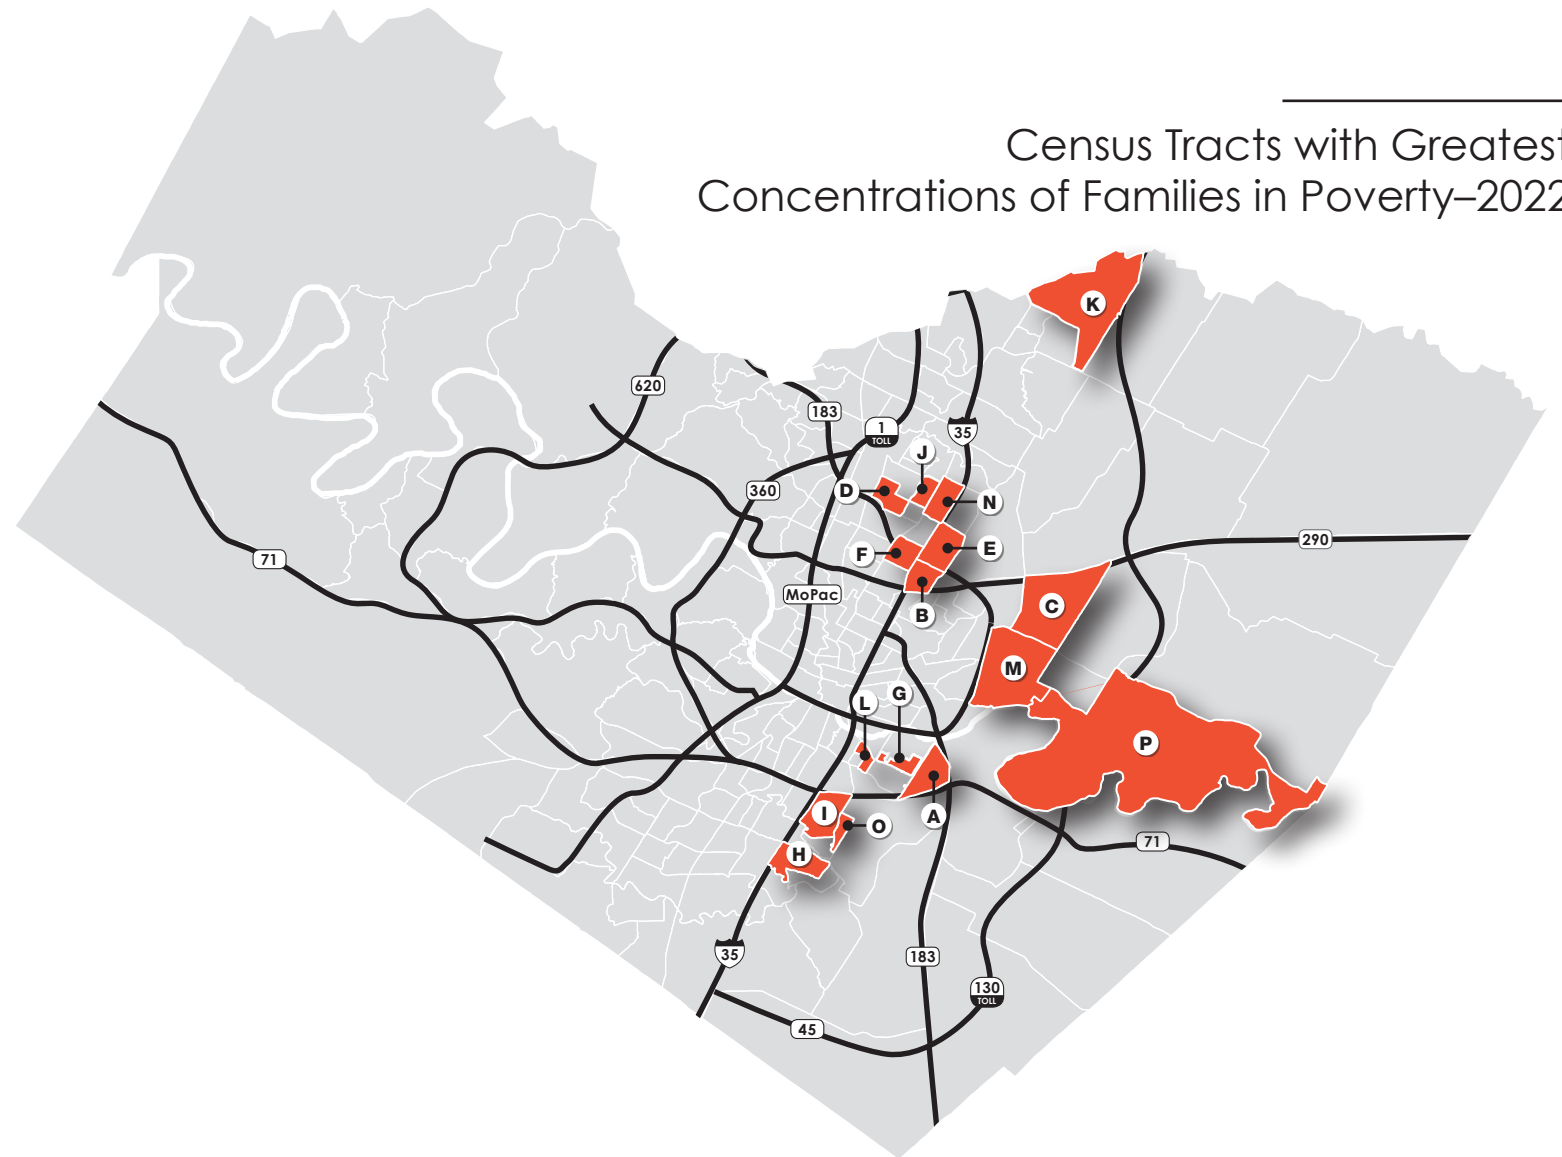 Census Tracts with Greatest
Concentrations of Families in Poverty–2022
K
620
183
1
TOLL
35
J
360
D
N
290
71
F
E
MoPac
B
C
M
G
L
P
A
I
O
71
H
35
183
130
TOLL
45